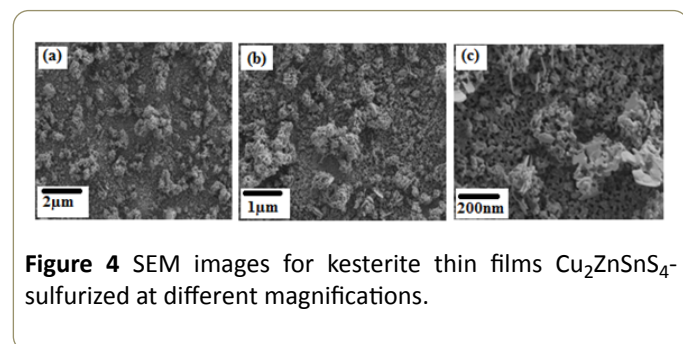 (a) (b) (c)
2μm 1μm 200nm
Figure 4 SEM images for kesterite thin films Cu₂ZnSnS₄-
sulfurized at different magnifications.